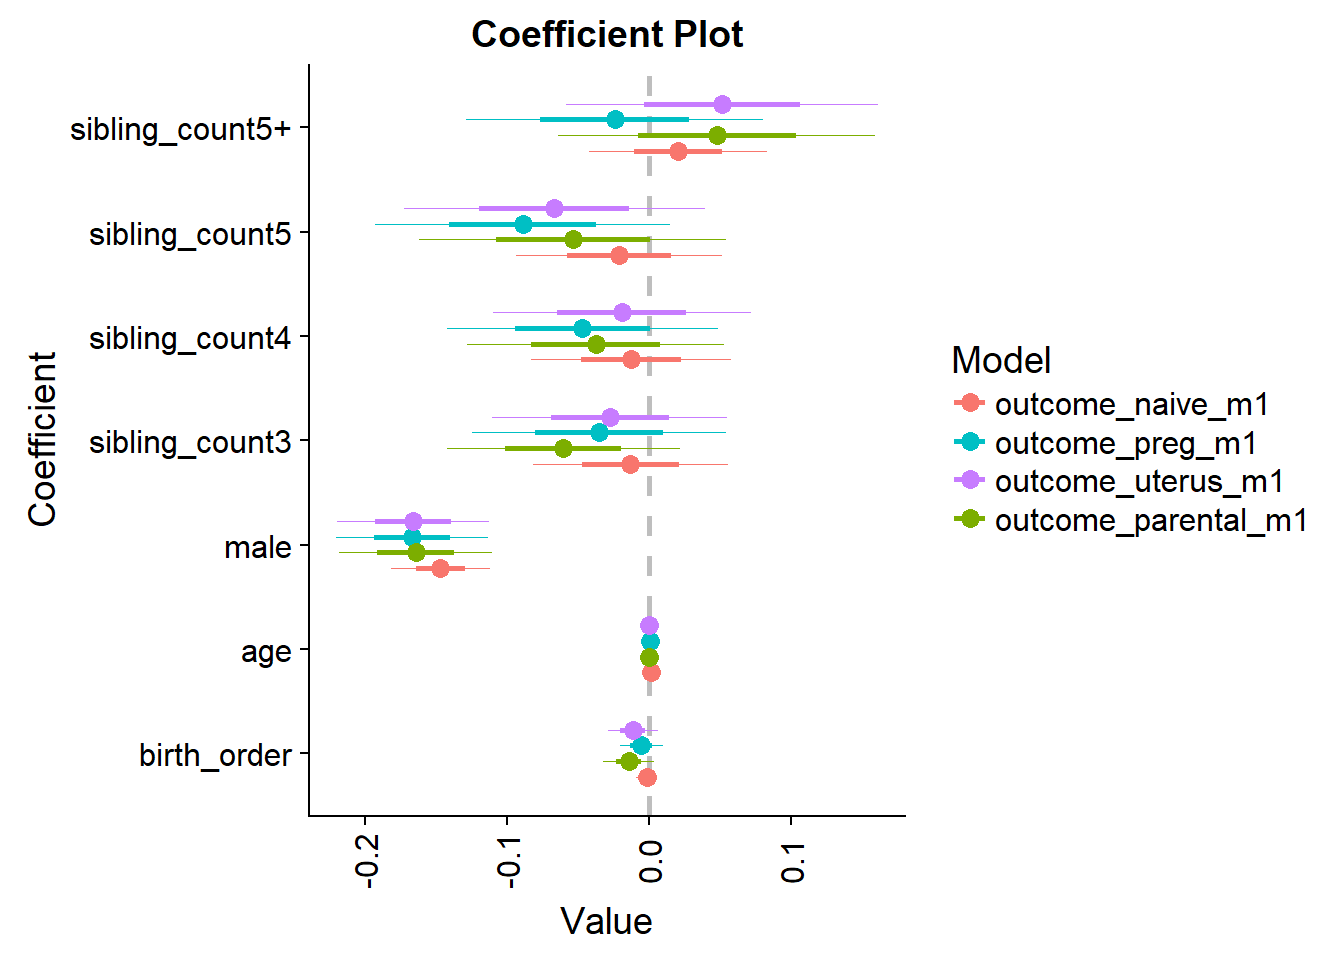 Coefficient Plot
Coefficient
sibling_count5+
sibling_count5
sibling_count4
sibling_count3
male
age
birth_order
-0.2
-0.1
0.0
0.1
Value
Model
outcome_naive_m1
outcome_preg_m1
outcome_uterus_m1
outcome_parental_m1